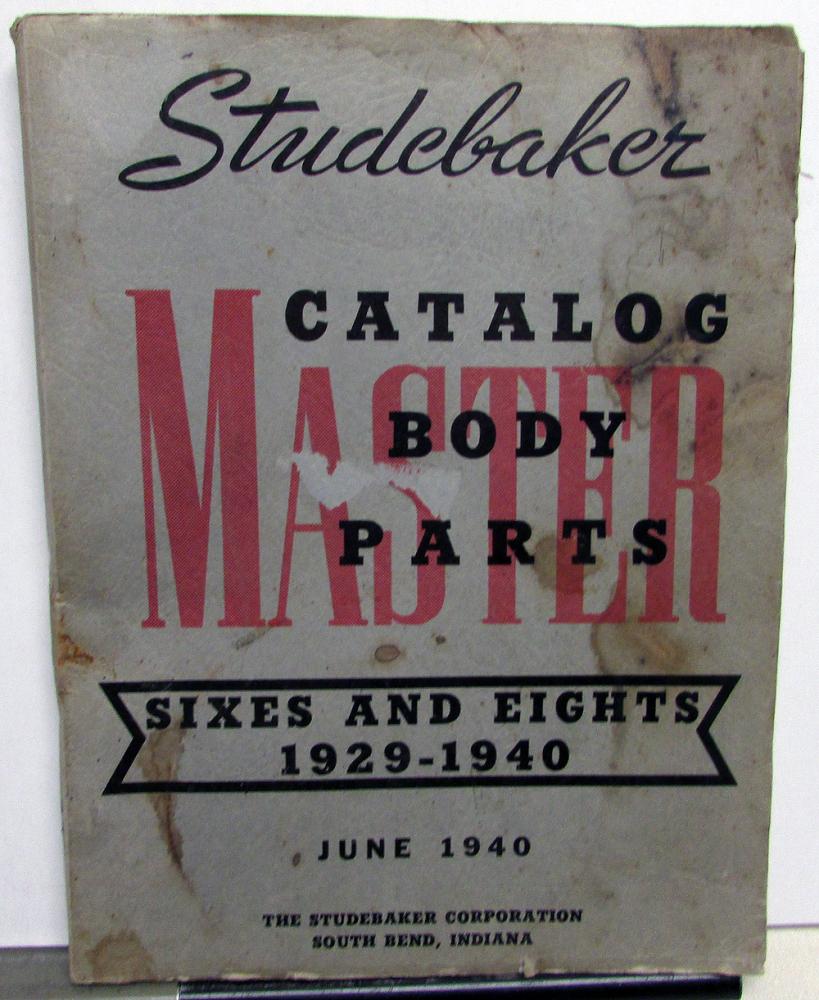 Studebaker
CATALOG
MASTER
BODY
PARTS
SIXES AND EIGHTS
1929-1940
JUNE 1940
THE STUDEBAKER CORPORATION
SOUTH BEND, INDIANA